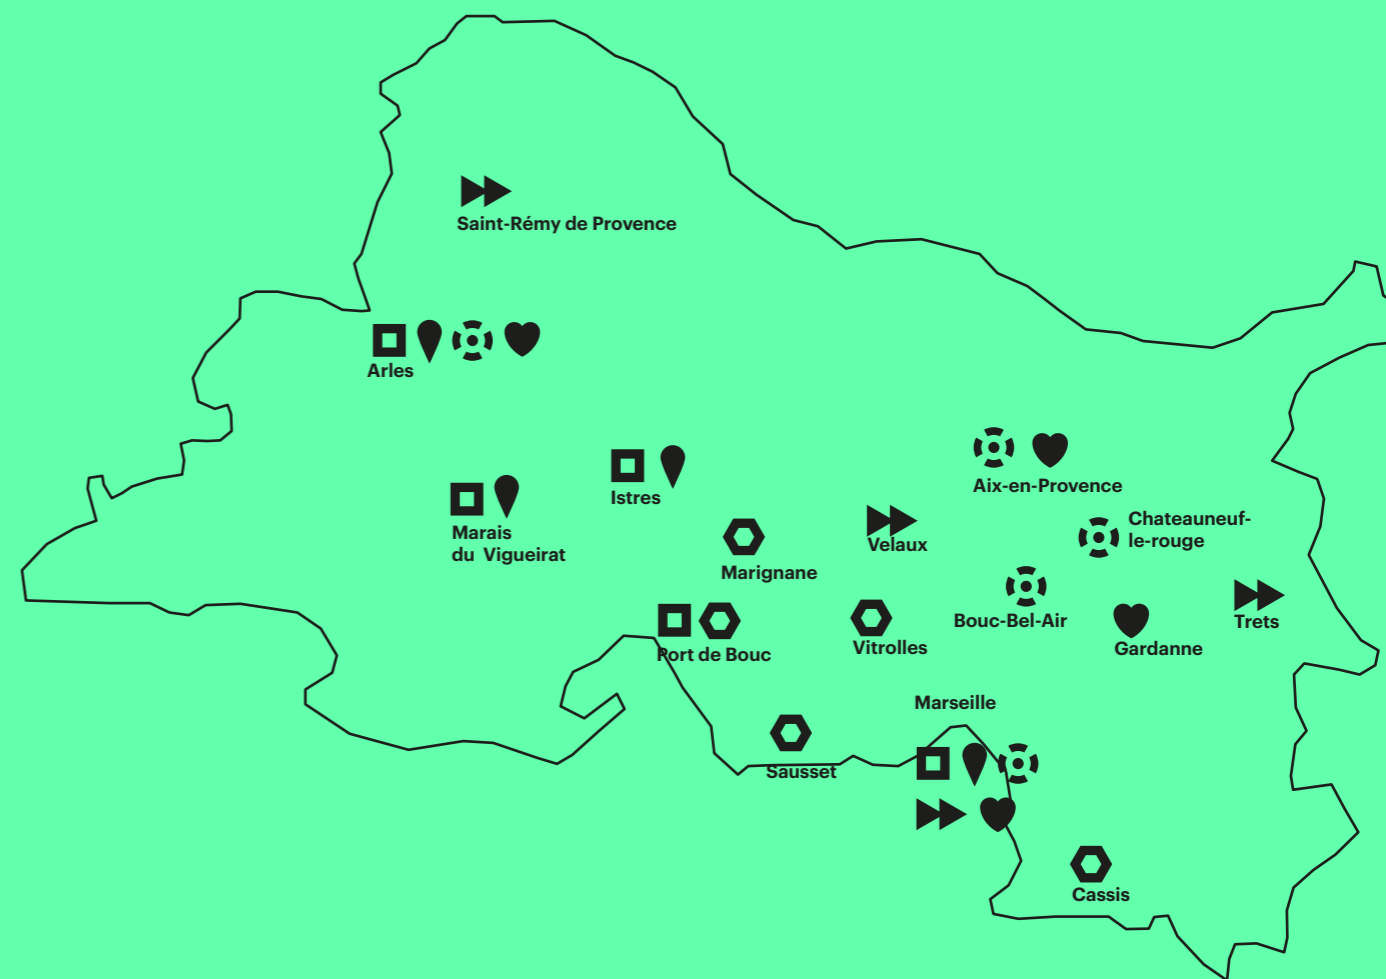 Saint-Rémy de Provence
Arles
Istres
Marais
du Vigueirat
Marignane
Port de Bouc
Sausset
Velaux
Vitrolles
Aix-en-Provence
Chateauneuf-
le-rouge
Bouc-Bel-Air
Gardanne
Trets
Marseille
Cassis